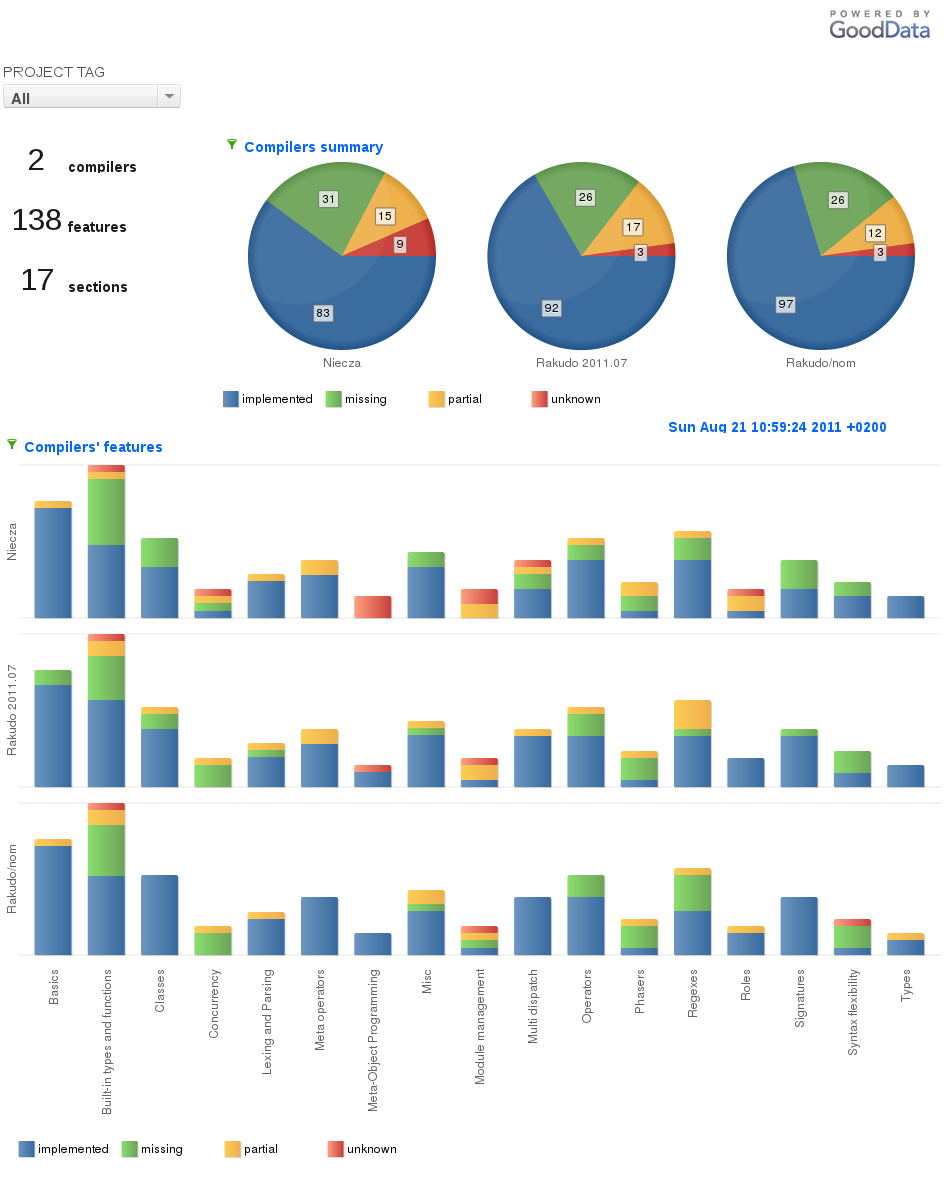 POWERED BY
GoodData
PROJECT TAG
All
2 compilers
138 features
17 sections
Compilers summary
31
15
9
83
Niecza
26
17
3
92
Rakudo 2011.07
26
12
3
97
Rakudo/nom
implemented missing partial unknown
Sun Aug 21 10:59:24 2011 +0200
Compilers' features
Niecza
Rakudo 2011.07
Rakudo/nom
Basics
Built-in types and functions
Classes
Concurrency
Lexing and Parsing
Meta operators
Meta-Object Programming
Misc
Module management
Multi dispatch
Operators
Phasers
Regexes
Roles
Signatures
Syntax flexibility
Types
implemented missing partial unknown